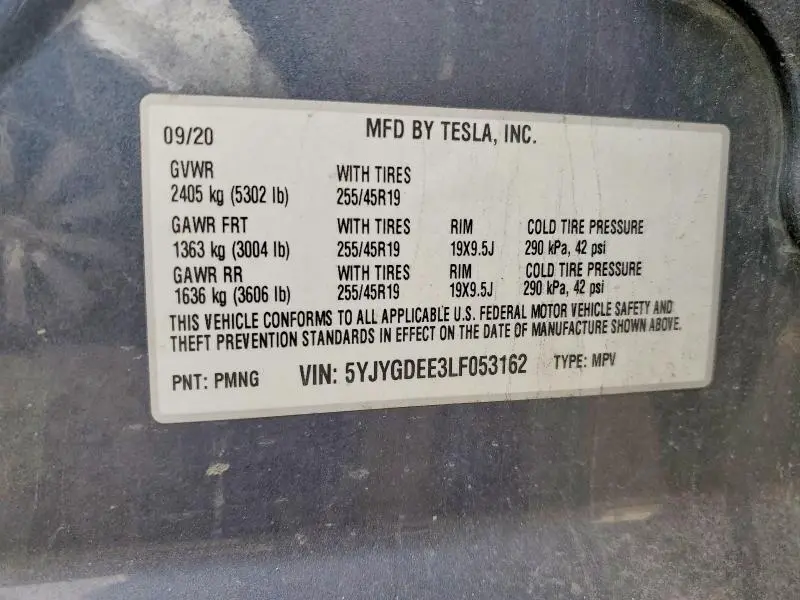 09/20 MFD BY TESLA, INC.
GVWR WITH TIRES
2405 kg (5302 lb) 255/45R19
GAWR FRT WITH TIRES RIM COLD TIRE PRESSURE
1363 kg (3004 lb) 255/45R19 19X9.5J 290 kPa, 42 psi
GAWR RR WITH TIRES RIM COLD TIRE PRESSURE
1636 kg (3606 lb) 255/45R19 19X9.5J 290 kPa, 42 psi
THIS VEHICLE CONFORMS TO ALL APPLICABLE U.S. FEDERAL MOTOR VEHICLE SAFETY AND
THEFT PREVENTION STANDARDS IN EFFECT ON THE DATE OF MANUFACTURE SHOWN ABOVE.
PNT: PMNG VIN: 5YJYGDEE3LF053162 TYPE: MPV